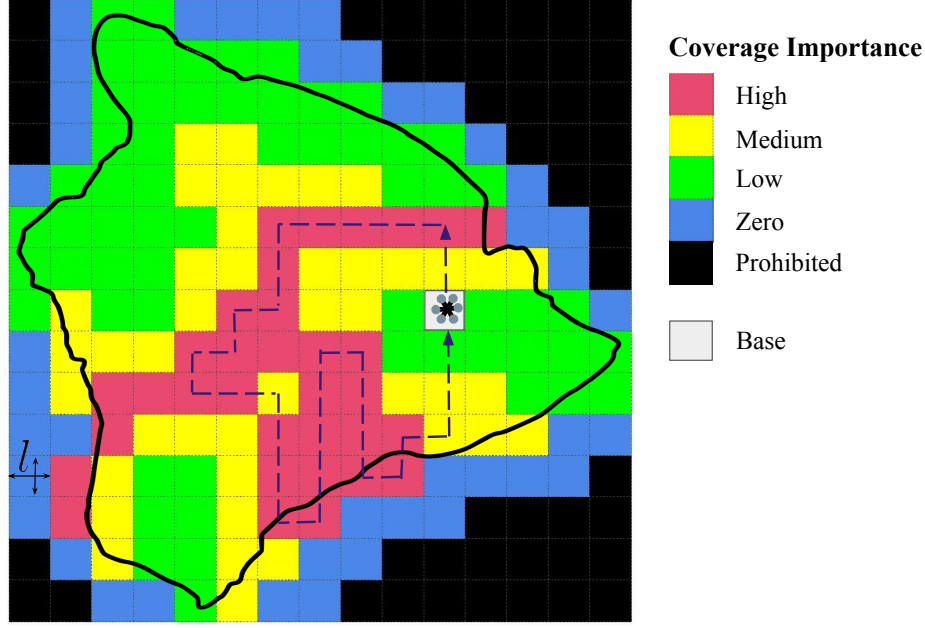 Coverage Importance
High
Medium
Low
Zero
Prohibited
Base
l